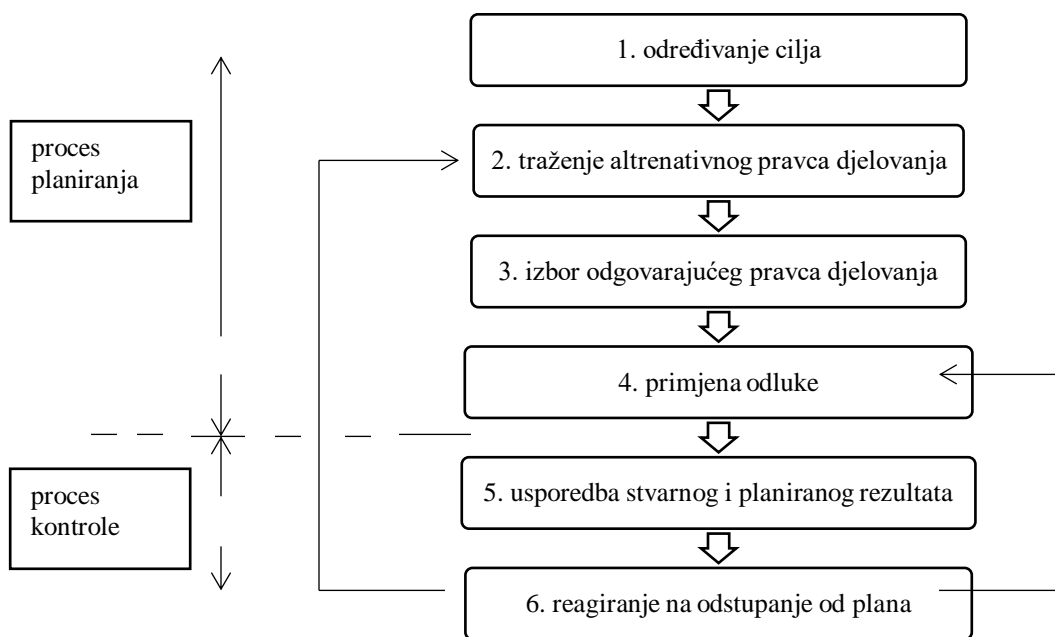 1. određivanje cilja
proces
planiranja
2. traženje altrenativnog pravca djelovanja
3. izbor odgovarajućeg pravca djelovanja
4. primjena odluke
proces
kontrole
5. usporedba stvarnog i planiranog rezultata
6. reagiranje na odstupanje od plana